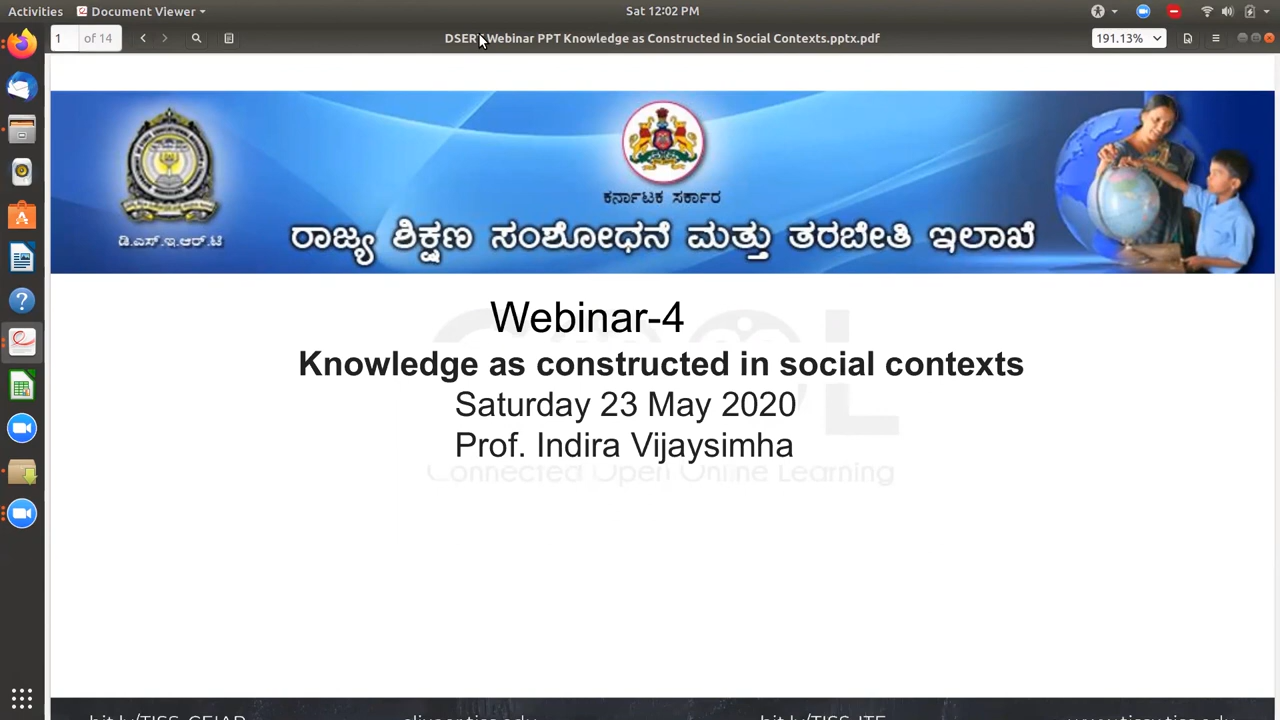 Activities Document Viewer Sat 12:02 PM
1 of 14 DSERT Webinar PPT Knowledge as Constructed in Social Contexts.pptx.pdf 191.13%
ಕರ್ನಾಟಕ ಸರ್ಕಾರ
ಡಿ.ಎಸ್.ಇ.ಆರ್.ಟಿ
ರಾಜ್ಯ ಶಿಕ್ಷಣ ಸಂಶೋಧನೆ ಮತ್ತು ತರಬೇತಿ ಇಲಾಖೆ
Webinar-4
Knowledge as constructed in social contexts
Saturday 23 May 2020
Prof. Indira Vijaysimha
Connected Open Online Learning